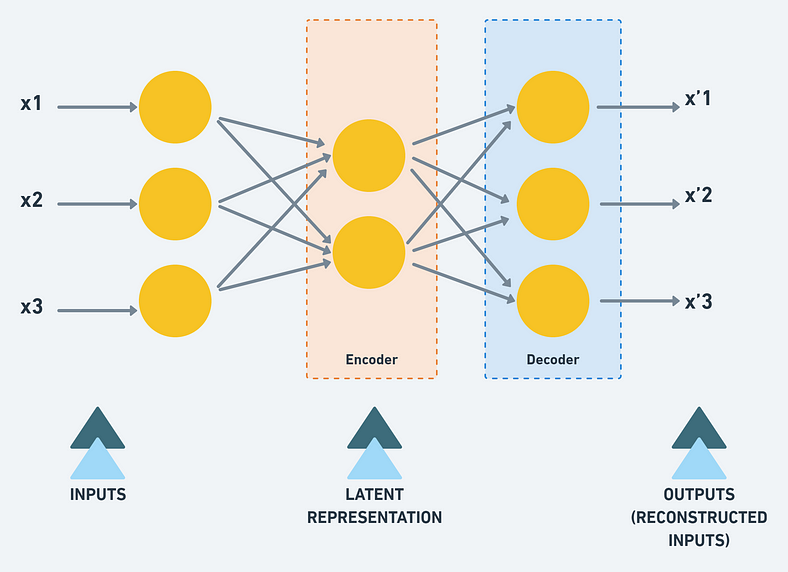 x1
x’1
x2
x’2
x3
x’3
Encoder
Decoder
INPUTS
LATENT
REPRESENTATION
OUTPUTS
(RECONSTRUCTED
INPUTS)